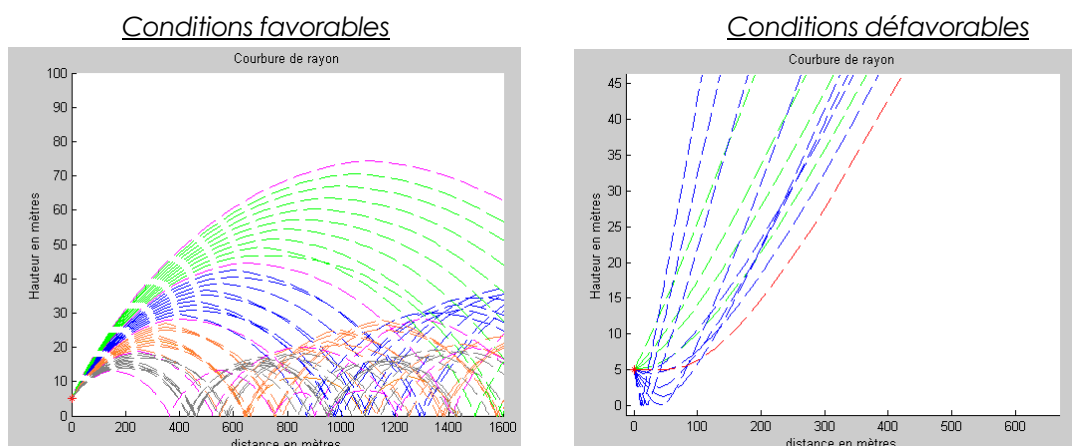 Conditions favorables
Courbure de rayon
Hauteur en mètres
100
90
80
70
60
50
40
30
20
10
0
0 200 400 600 800 1000 1200 1400 1600
distance en mètres
Conditions défavorables
Courbure de rayon
Hauteur en mètres
45
40
35
30
25
20
15
10
5
0
0 100 200 300 400 500 600
distance en mètres